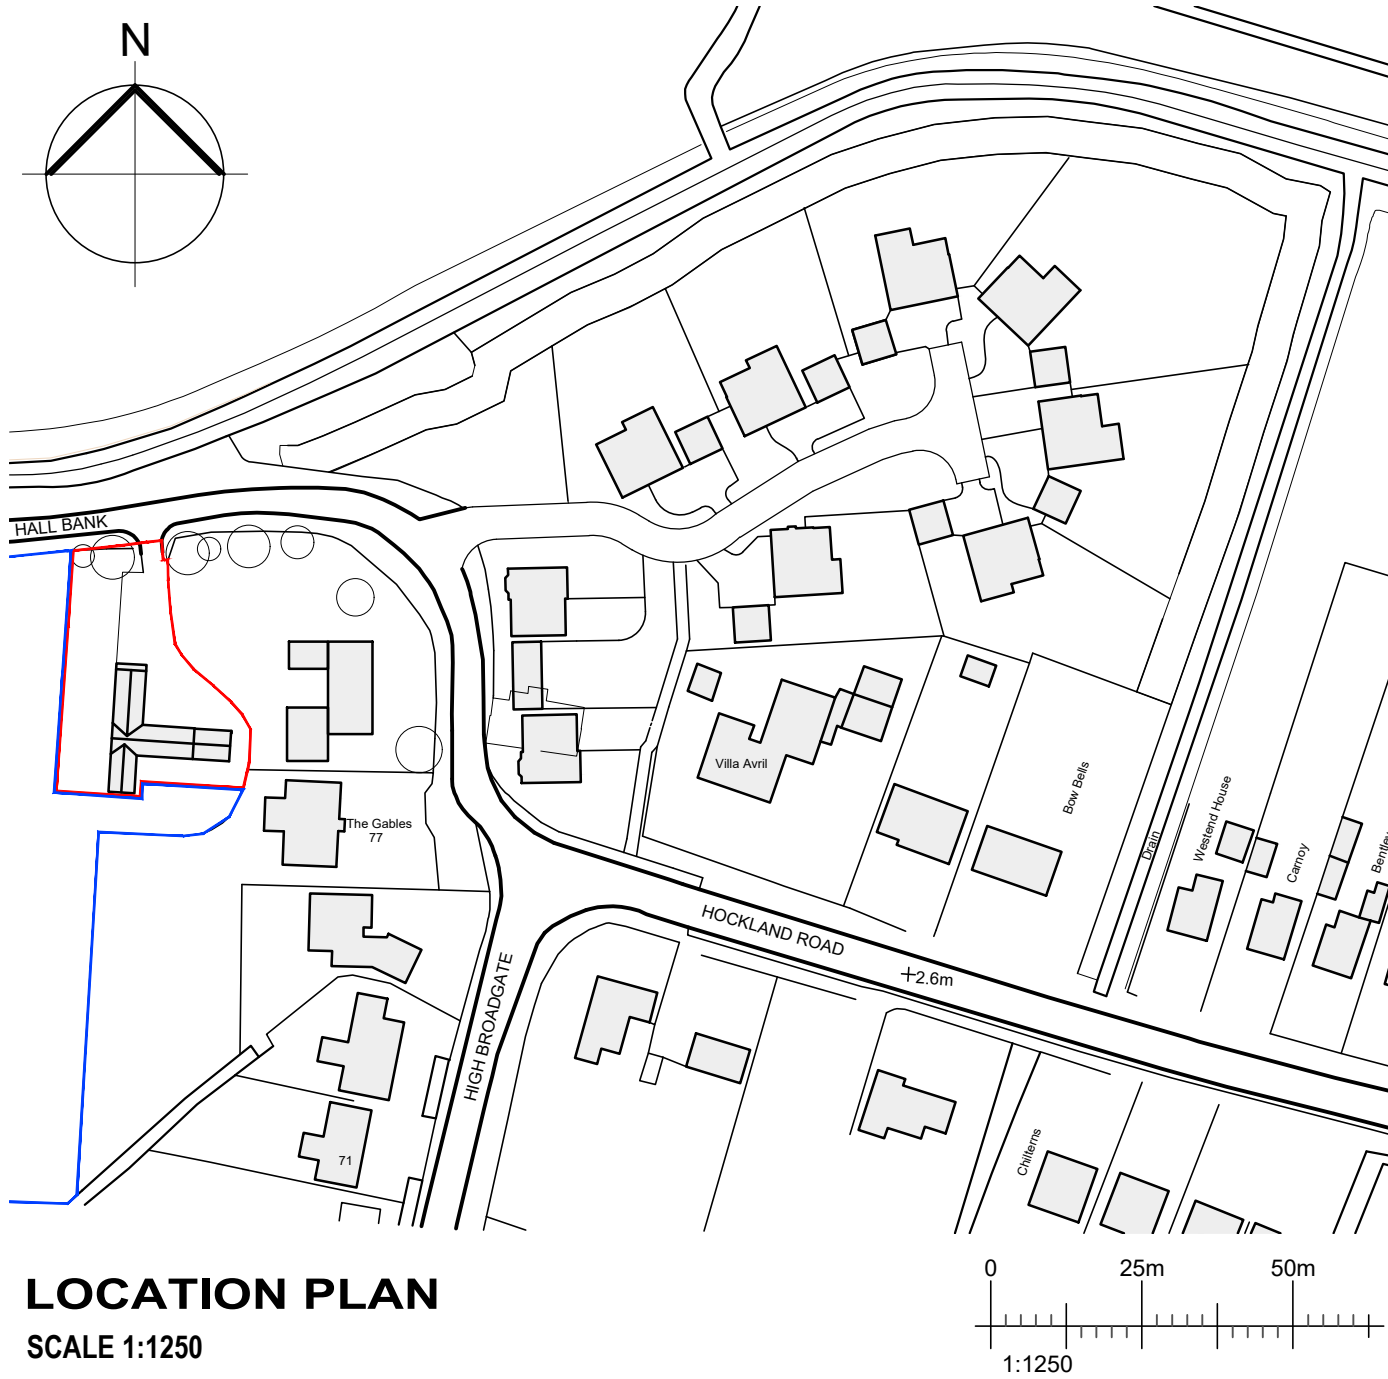 N
HALL BANK
The Gables
77
Villa Avril
Bow Bells
Drain
Westend House
Carnoy
Bentley
HOCKLAND ROAD
2.6m
HIGH BROADGATE
71
Chilterns
LOCATION PLAN
SCALE 1:1250
0 25m 50m
1:1250